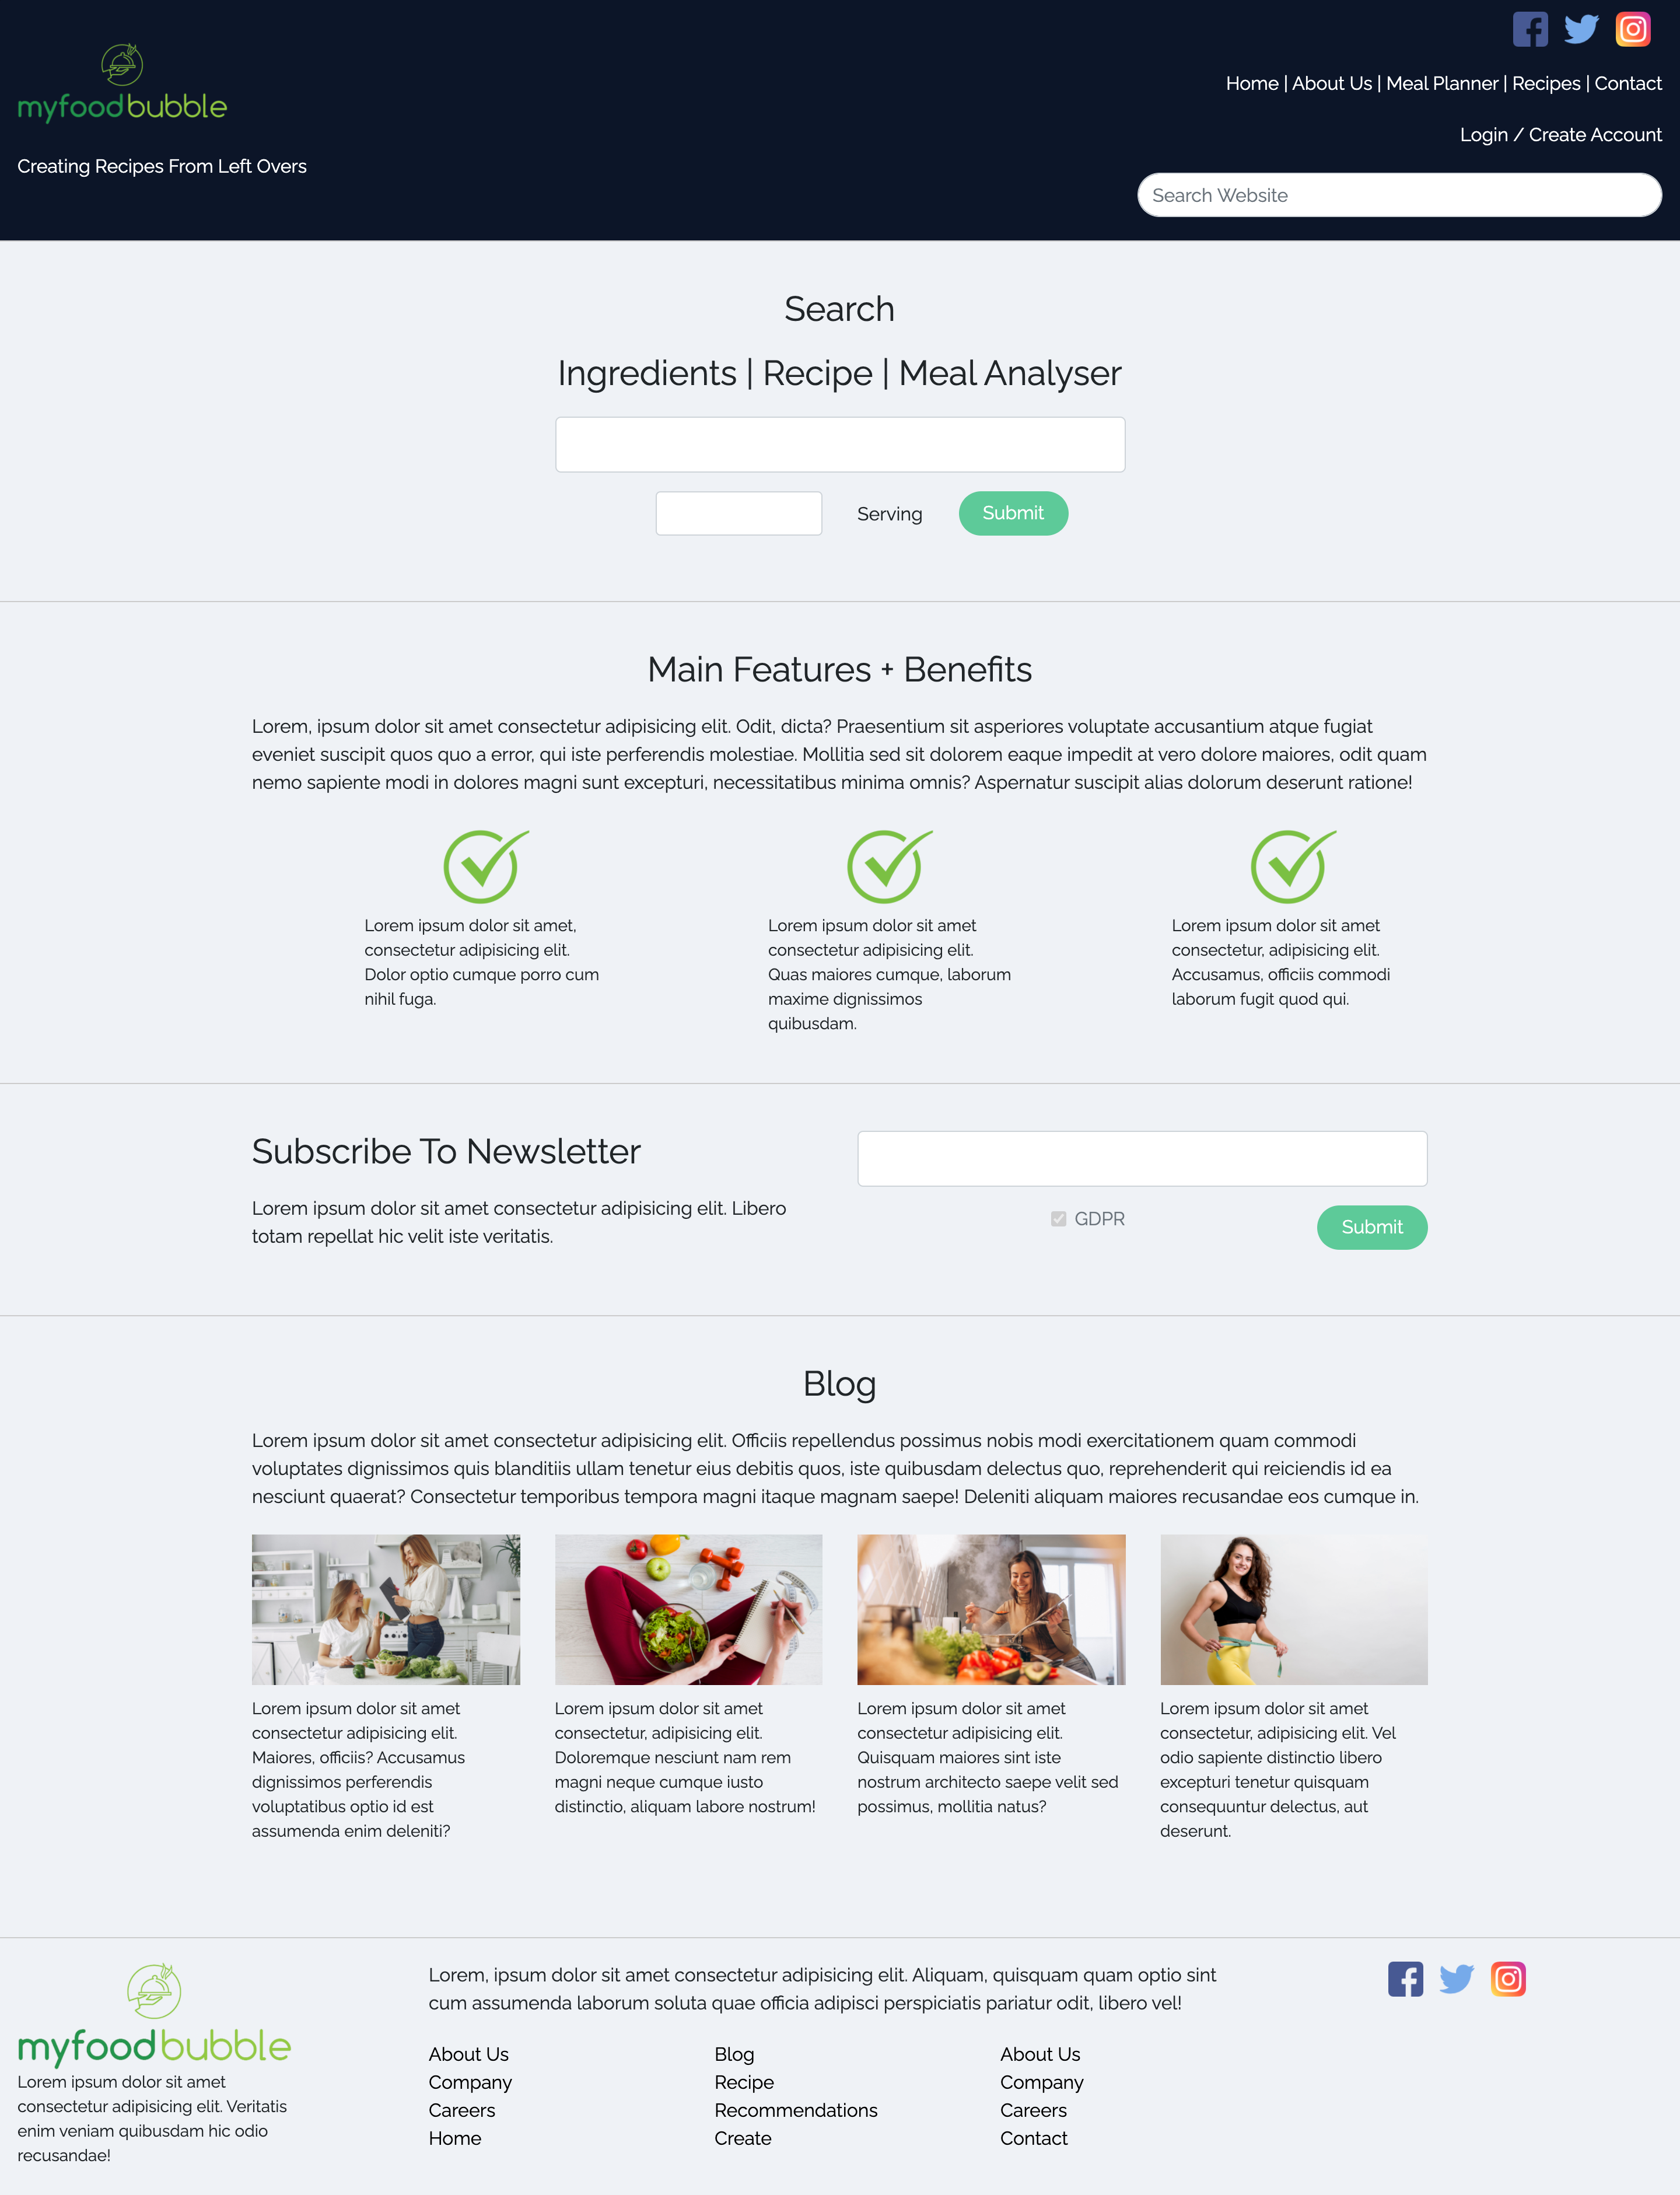 myfoodbubble
Creating Recipes From Left Overs
Home | About Us | Meal Planner | Recipes | Contact
Login / Create Account
Search Website
Search
Ingredients | Recipe | Meal Analyser
Serving
Submit
Main Features + Benefits
Lorem, ipsum dolor sit amet consectetur adipisicing elit. Odit, dicta? Praesentium sit asperiores voluptate accusantium atque fugiat
eveniet suscipit quos quo a error, qui iste perferendis molestiae. Mollitia sed sit dolorem eaque impedit at vero dolore maiores, odit quam
nemo sapiente modi in dolores magni sunt excepturi, necessitatibus minima omnis? Aspernatur suscipit alias dolorum deserunt ratione!
Lorem ipsum dolor sit amet,
consectetur adipisicing elit.
Dolor optio cumque porro cum
nihil fuga.
Lorem ipsum dolor sit amet
consectetur adipisicing elit.
Quas maiores cumque, laborum
maxime dignissimos
quibusdam.
Lorem ipsum dolor sit amet
consectetur, adipisicing elit.
Accusamus, officiis commodi
laborum fugit quod qui.
Subscribe To Newsletter
Lorem ipsum dolor sit amet consectetur adipisicing elit. Libero
totam repellat hic velit iste veritatis.
GDPR
Submit
Blog
Lorem ipsum dolor sit amet consectetur adipisicing elit. Officiis repellendus possimus nobis modi exercitationem quam commodi
voluptates dignissimos quis blanditiis ullam tenetur eius debitis quos, iste quibusdam delectus quo, reprehenderit qui reiciendis id ea
nesciunt quaerat? Consectetur temporibus tempora magni itaque magnam saepe! Deleniti aliquam maiores recusandae eos cumque in.
Lorem ipsum dolor sit amet
consectetur adipisicing elit.
Maiores, officiis? Accusamus
dignissimos perferendis
voluptatibus optio id est
assumenda enim deleniti?
Lorem ipsum dolor sit amet
consectetur, adipisicing elit.
Doloremque nesciunt nam rem
magni neque cumque iusto
distinctio, aliquam labore nostrum!
Lorem ipsum dolor sit amet
consectetur adipisicing elit.
Quisquam maiores sint iste
nostrum architecto saepe velit sed
possimus, mollitia natus?
Lorem ipsum dolor sit amet
consectetur, adipisicing elit. Vel
odio sapiente distinctio libero
excepturi tenetur quisquam
consequuntur delectus, aut
deserunt.
myfoodbubble
Lorem ipsum dolor sit amet
consectetur adipisicing elit. Veritatis
enim veniam quibusdam hic odio
recusandae!
Lorem, ipsum dolor sit amet consectetur adipisicing elit. Aliquam, quisquam quam optio sint
cum assumenda laborum soluta quae officia adipisci perspiciatis pariatur odit, libero vel!
About Us
Company
Careers
Home
Blog
Recipe
Recommendations
Create
About Us
Company
Careers
Contact